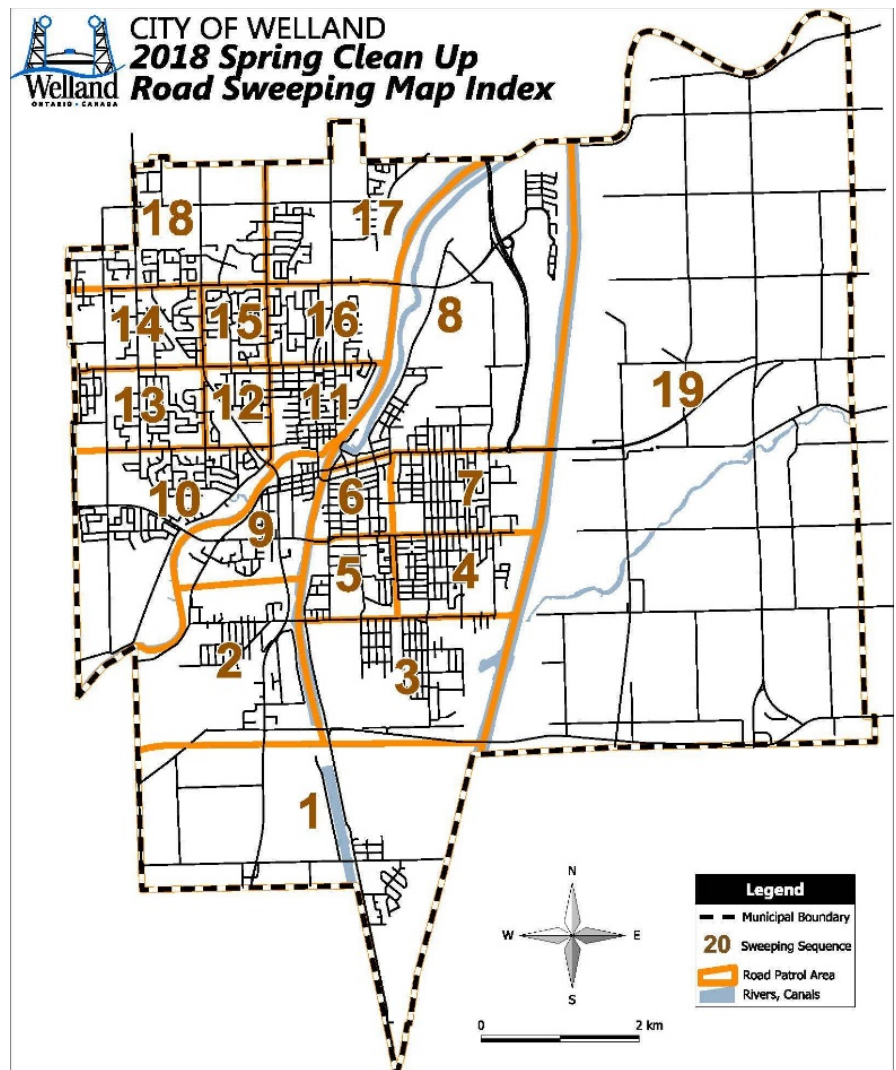 CITY OF WELLAND
2018 Spring Clean Up
Road Sweeping Map Index
Welland
ONTARIO • CANADA
18
17
14
15
16
8
13
12
11
19
10
9
6
7
5
4
2
3
1
N
W
E
S
0
2 km
Legend
Municipal Boundary
20 Sweeping Sequence
Road Patrol Area
Rivers, Canals